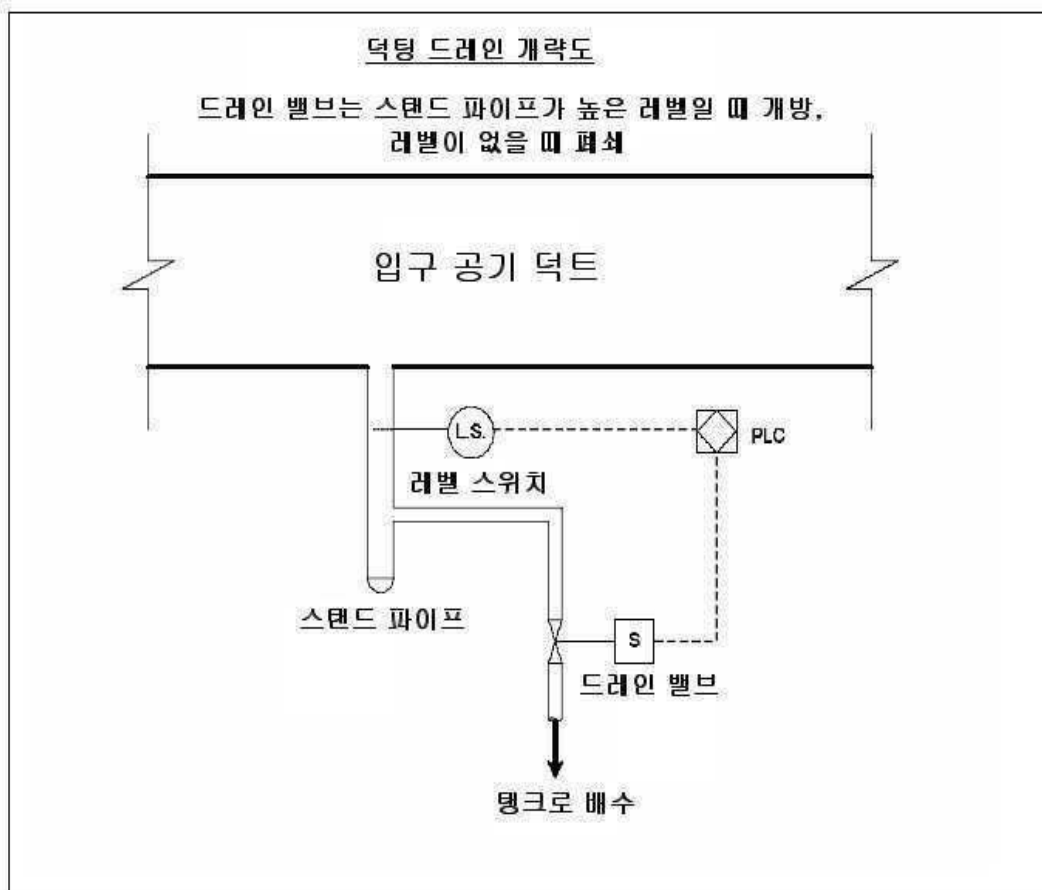 덕팅 드레인 개략도
드레인 밸브는 스탠드 파이프가 높은 레벨일 때 개방,
레벨이 없을 때 폐쇄
입구 공기 덕트
L.S.
PLC
레벨 스위치
스탠드 파이프
S
드레인 밸브
탱크로 배수